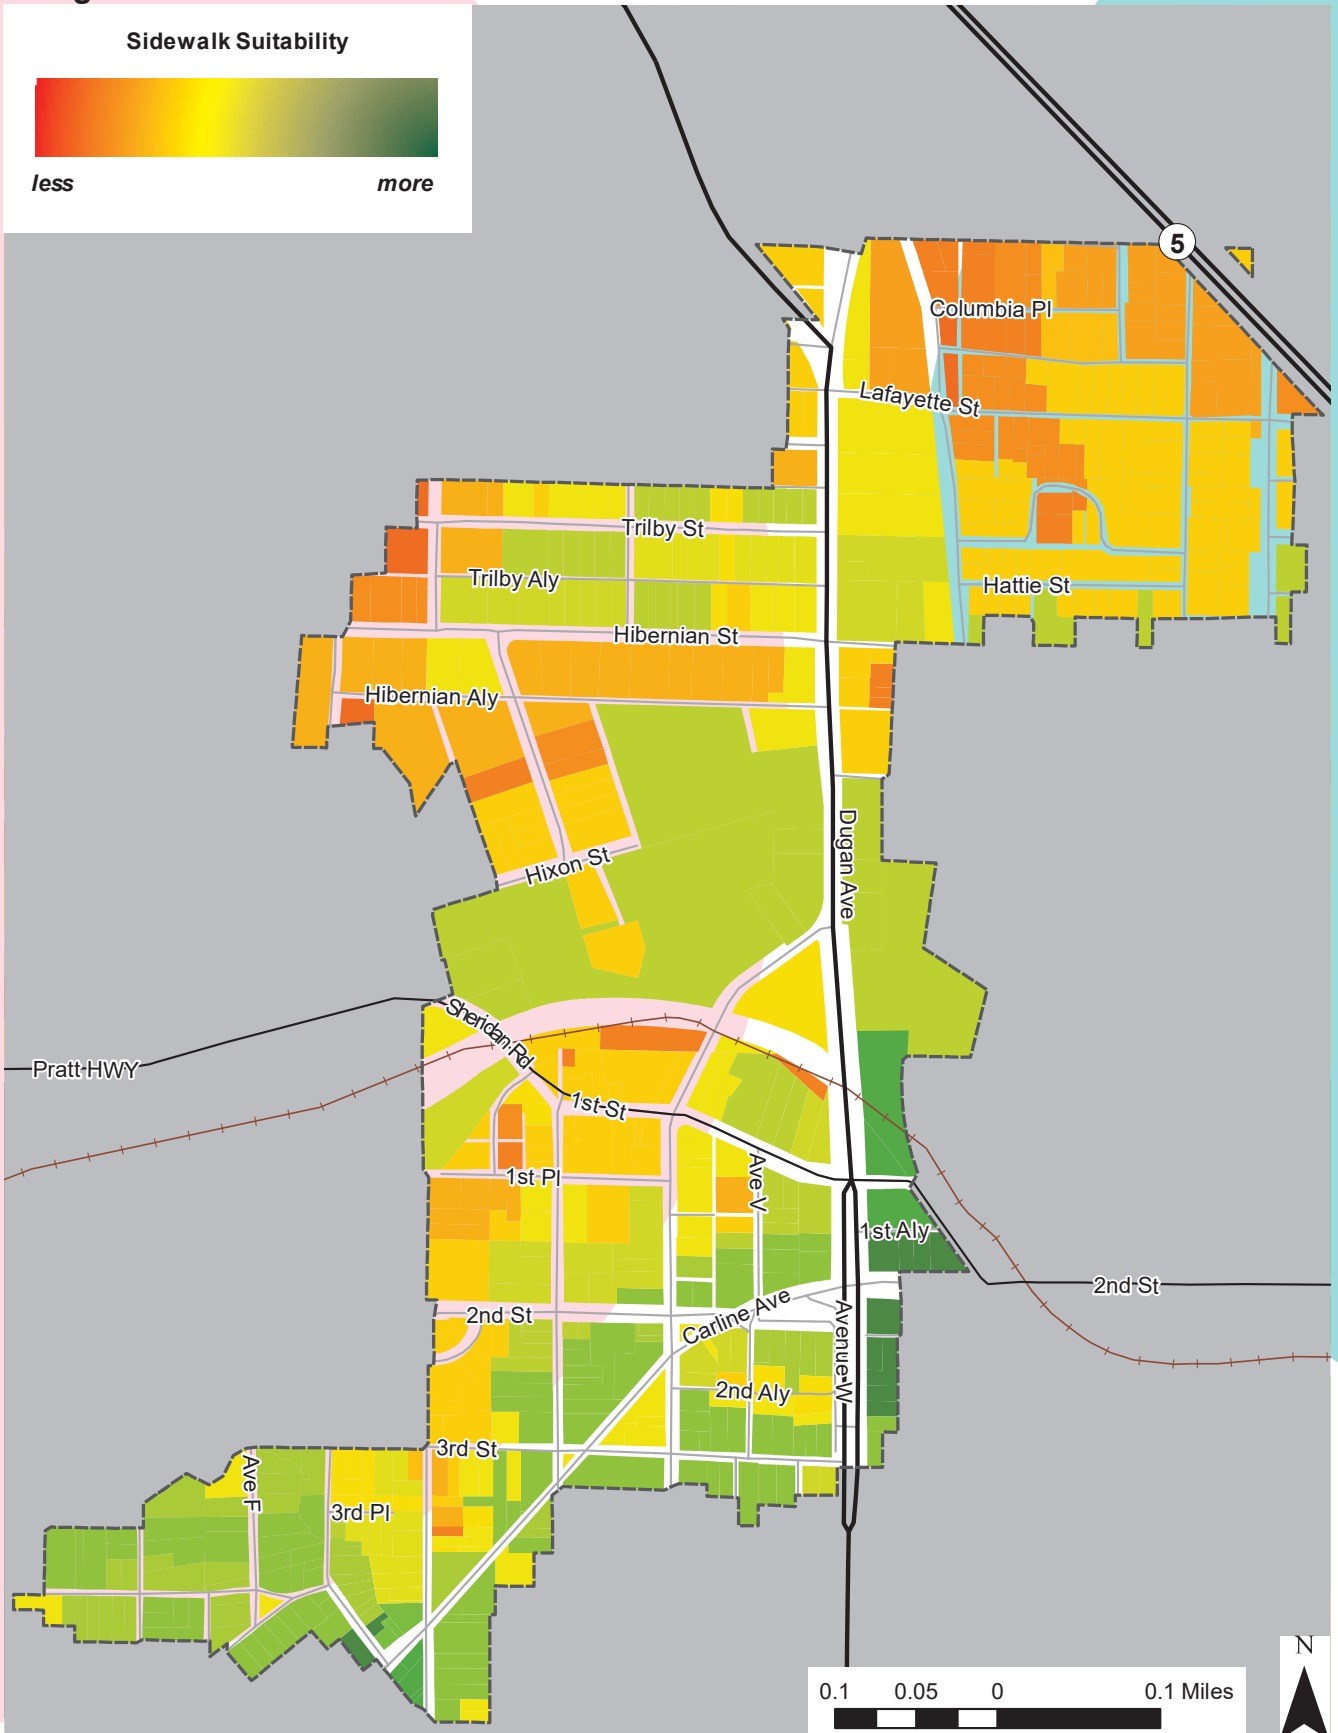 Sidewalk Suitability
less
more
5
Columbia Pl
Lafayette St
Trilby St
Trilby Aly
Hattie St
Hibernian St
Hibernian Aly
Dugan Ave
Hixon St
Sheridan Rd
Pratt HWY
1st St
Ave V
1st Pl
1st Aly
2nd St
2nd St
Carline Ave
Avenue W
2nd Aly
3rd St
Ave F
3rd Pl
N
0.1 0.05 0 0.1 Miles